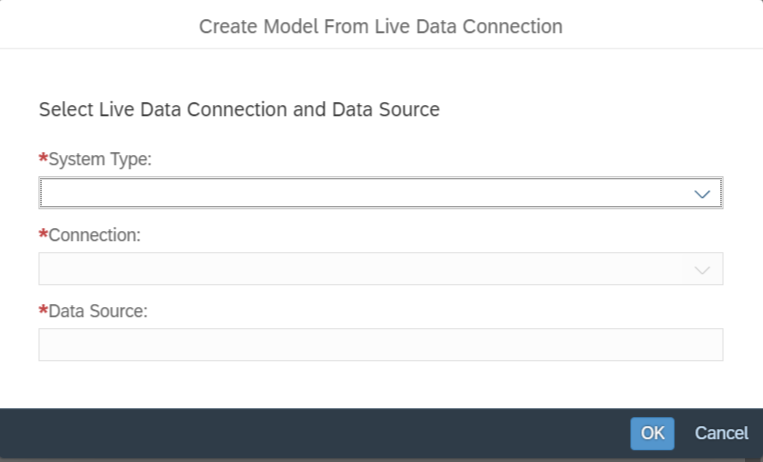 Create Model From Live Data Connection
Select Live Data Connection and Data Source
*System Type:
*Connection:
*Data Source:
OK Cancel